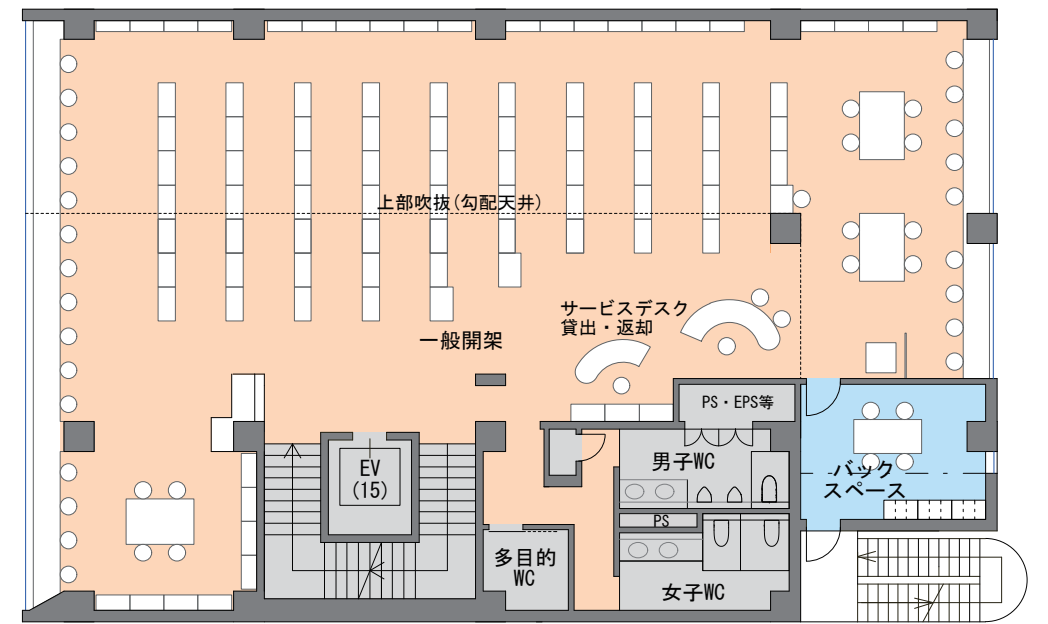 上部吹抜(勾配天井)
サービスデスク
貸出・返却
一般開架
PS・EPS等
EV
(15)
男子WC
バック
スペース
PS
多目的
WC
女子WC